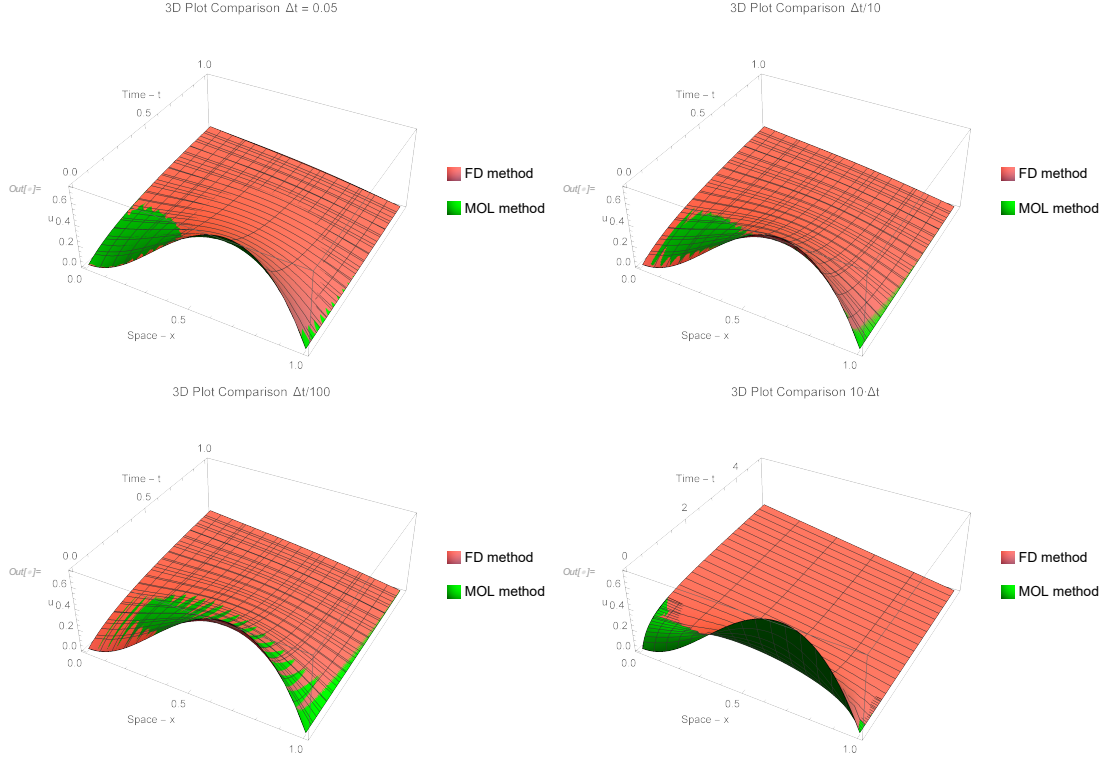 3D Plot Comparison Δt = 0.05
1.0
Time – t
0.5
0.0
Out[ ◦ ]=
0.6
u 0.4
0.2
0.0
0.0
0.5
Space – x
1.0
FD method
MOL method
3D Plot Comparison Δt/10
1.0
Time – t
0.5
0.0
Out[ ◦ ]=
0.6
u 0.4
0.2
0.0
0.0
0.5
Space – x
1.0
FD method
MOL method
3D Plot Comparison Δt/100
1.0
Time – t
0.5
0.0
Out[ ◦ ]=
0.6
u 0.4
0.2
0.0
0.0
0.5
Space – x
1.0
FD method
MOL method
3D Plot Comparison 10·Δt
4
Time – t
2
0
Out[ ◦ ]=
0.6
u 0.4
0.2
0.0
0.0
0.5
Space – x
1.0
FD method
MOL method